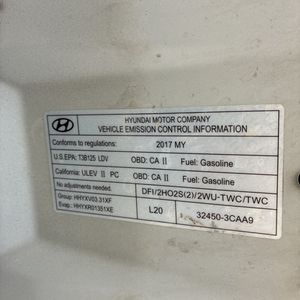 HYUNDAI MOTOR COMPANY
VEHICLE EMISSION CONTROL INFORMATION
Conforms to regulations: 2017 MY
U.S.EPA: T3B125 LDV OBD: CA II Fuel: Gasoline
California: ULEV II PC OBD: CA II Fuel: Gasoline
No adjustments needed. DFI/2HO2S(2)/2WU-TWC/TWC
Group: HHYXV03.31XF
Evap: HHYXR01351XE L20 32450-3CAA9